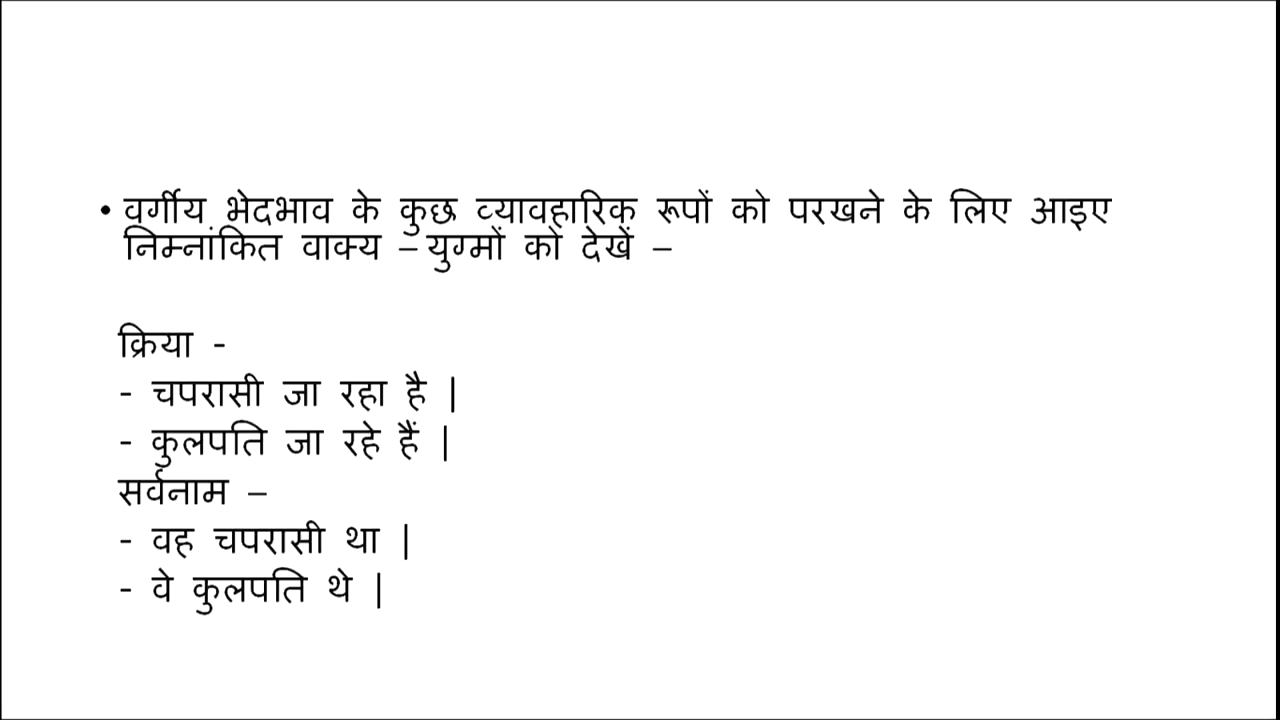 • वर्गीय भेदभाव के कुछ व्यावहारिक रूपों को परखने के लिए आइए
निम्नांकित वाक्य – युग्मों को देखें –
क्रिया -
- चपरासी जा रहा है |
- कुलपति जा रहे हैं |
सर्वनाम –
- वह चपरासी था |
- वे कुलपति थे |